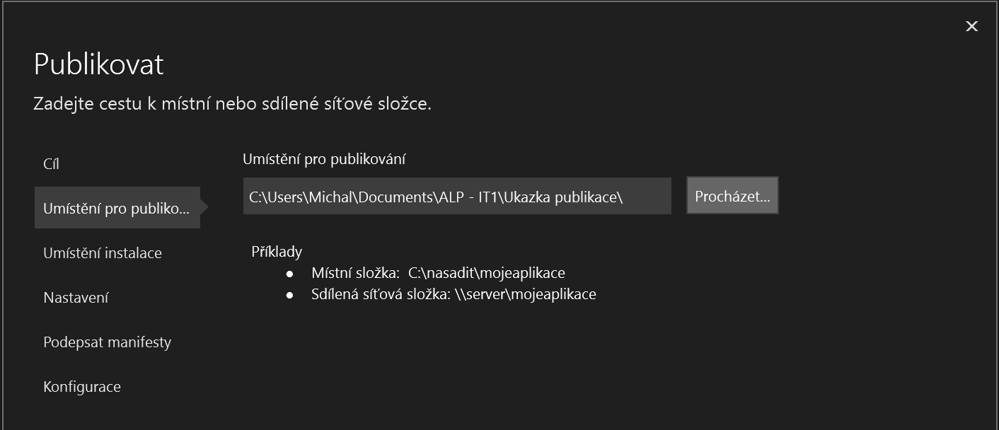 Publikovat
Zadejte cestu k místní nebo sdílené síťové složce.
Cíl
Umístění pro publiko...
Umístění instalace
Nastavení
Podepsat manifesty
Konfigurace
Umístění pro publikování
C:\Users\Michal\Documents\ALP - IT1\Ukazka publikace\
Procházet...
Příklady
● Místní složka:  C:\nasadit\mojeaplikace
● Sdílená síťová složka: \\server\mojeaplikace